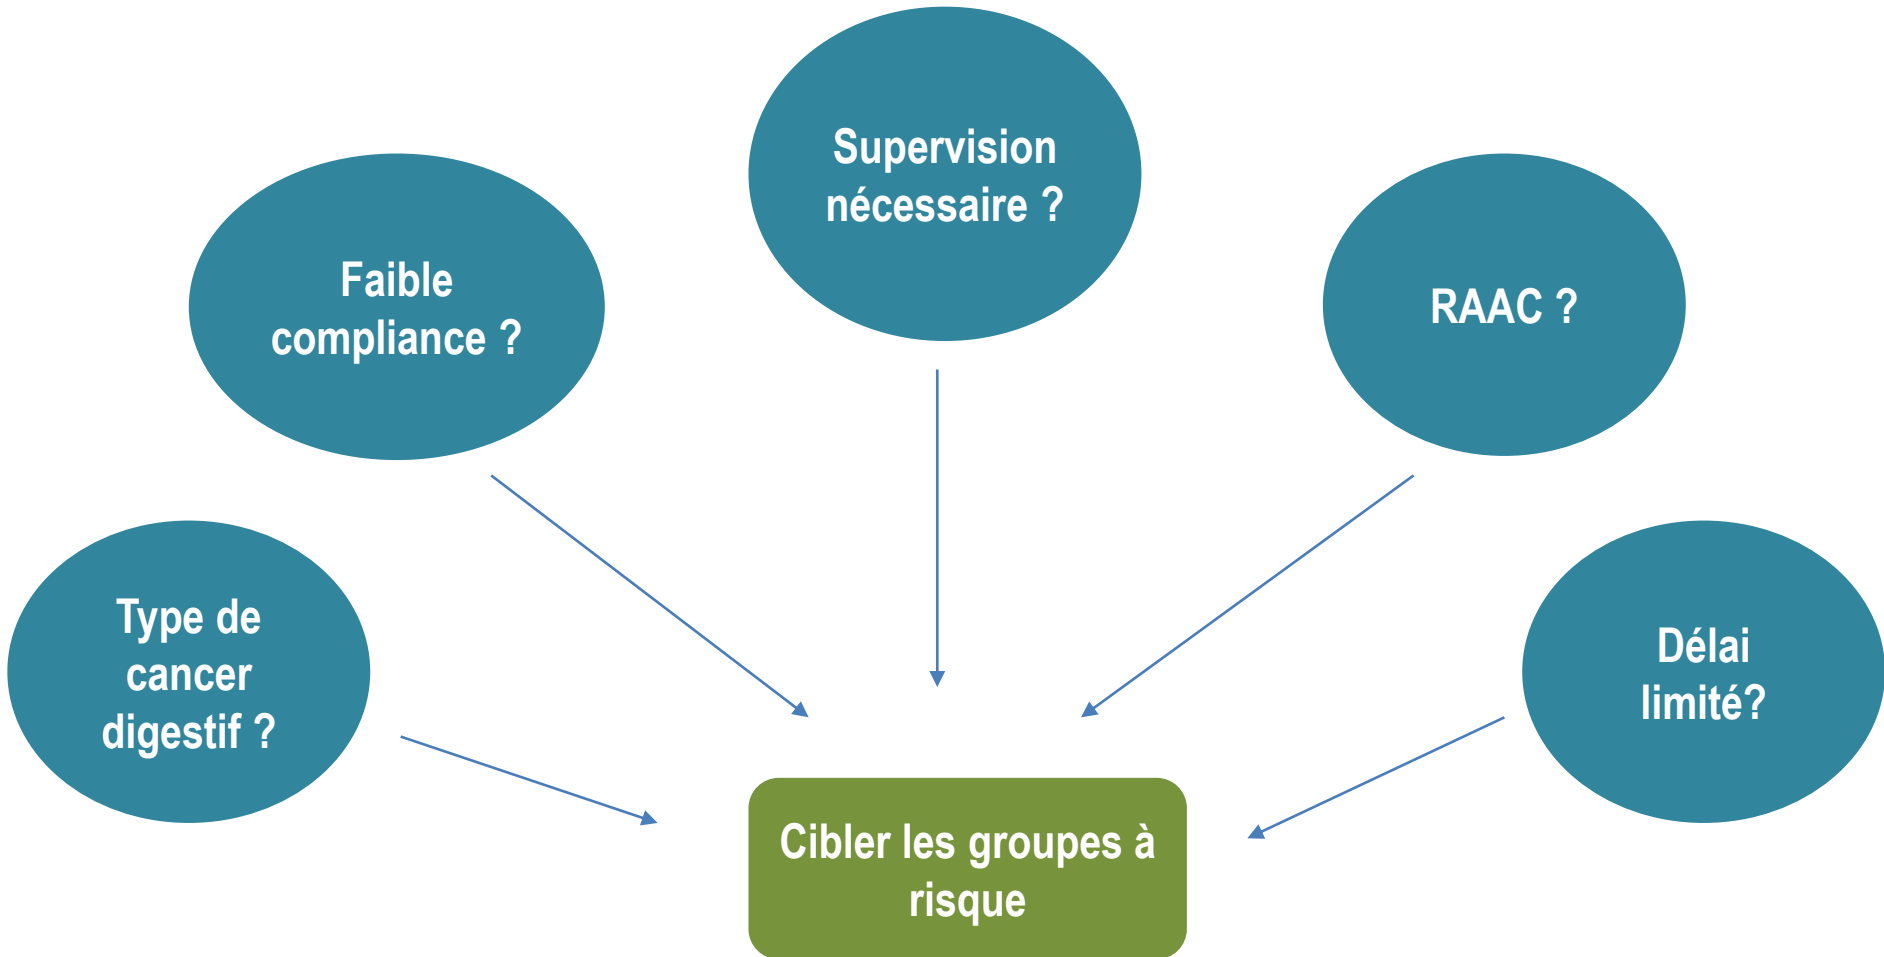 Supervision
nécessaire ?
Faible
compliance ?
RAAC ?
Type de
cancer
digestif ?
Délai
limité?
Cibler les groupes à
risque